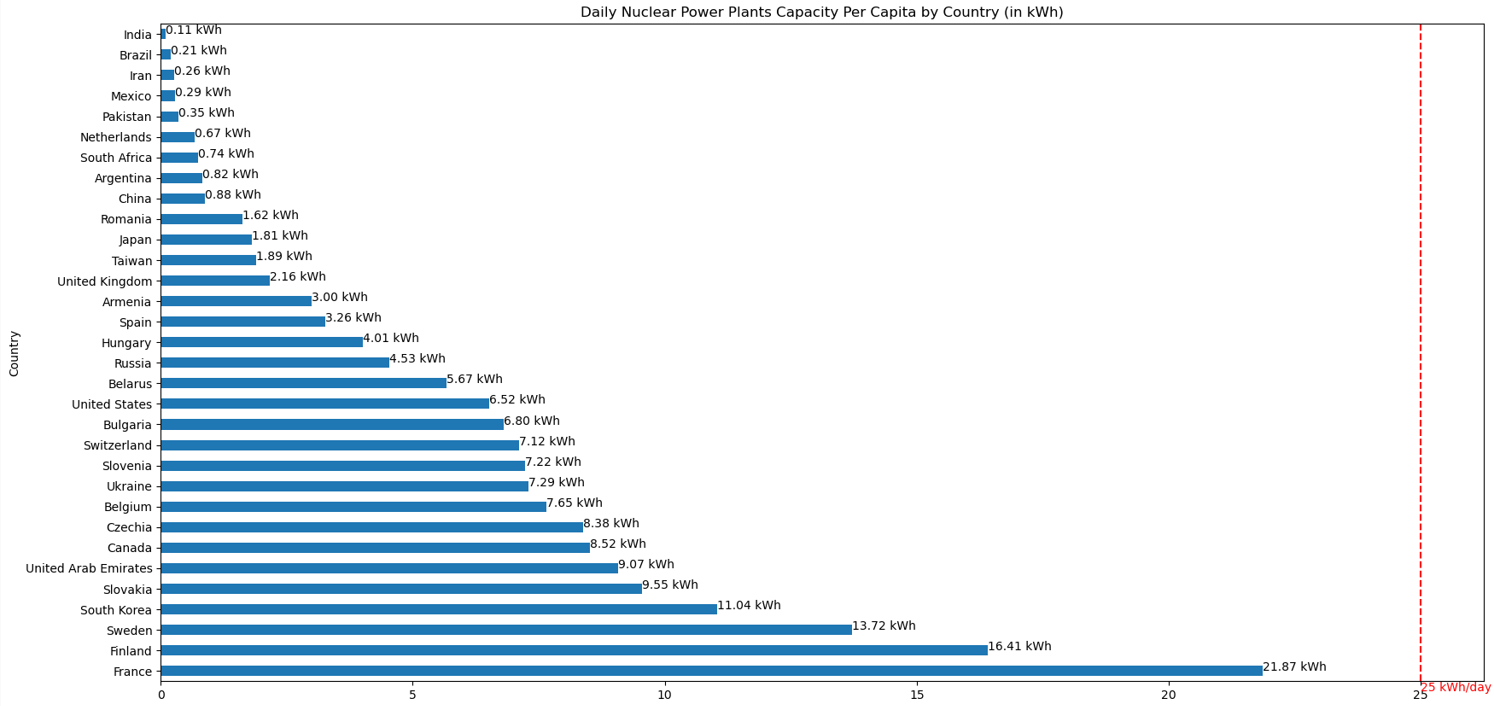 Daily Nuclear Power Plants Capacity Per Capita by Country (in kWh)
Country
India 0.11 kWh
Brazil 0.21 kWh
Iran 0.26 kWh
Mexico 0.29 kWh
Pakistan 0.35 kWh
Netherlands 0.67 kWh
South Africa 0.74 kWh
Argentina 0.82 kWh
China 0.88 kWh
Romania 1.62 kWh
Japan 1.81 kWh
Taiwan 1.89 kWh
United Kingdom 2.16 kWh
Armenia 3.00 kWh
Spain 3.26 kWh
Hungary 4.01 kWh
Russia 4.53 kWh
Belarus 5.67 kWh
United States 6.52 kWh
Bulgaria 6.80 kWh
Switzerland 7.12 kWh
Slovenia 7.22 kWh
Ukraine 7.29 kWh
Belgium 7.65 kWh
Czechia 8.38 kWh
Canada 8.52 kWh
United Arab Emirates 9.07 kWh
Slovakia 9.55 kWh
South Korea 11.04 kWh
Sweden 13.72 kWh
Finland 16.41 kWh
France 21.87 kWh
0 5 10 15 20 25
25 kWh/day